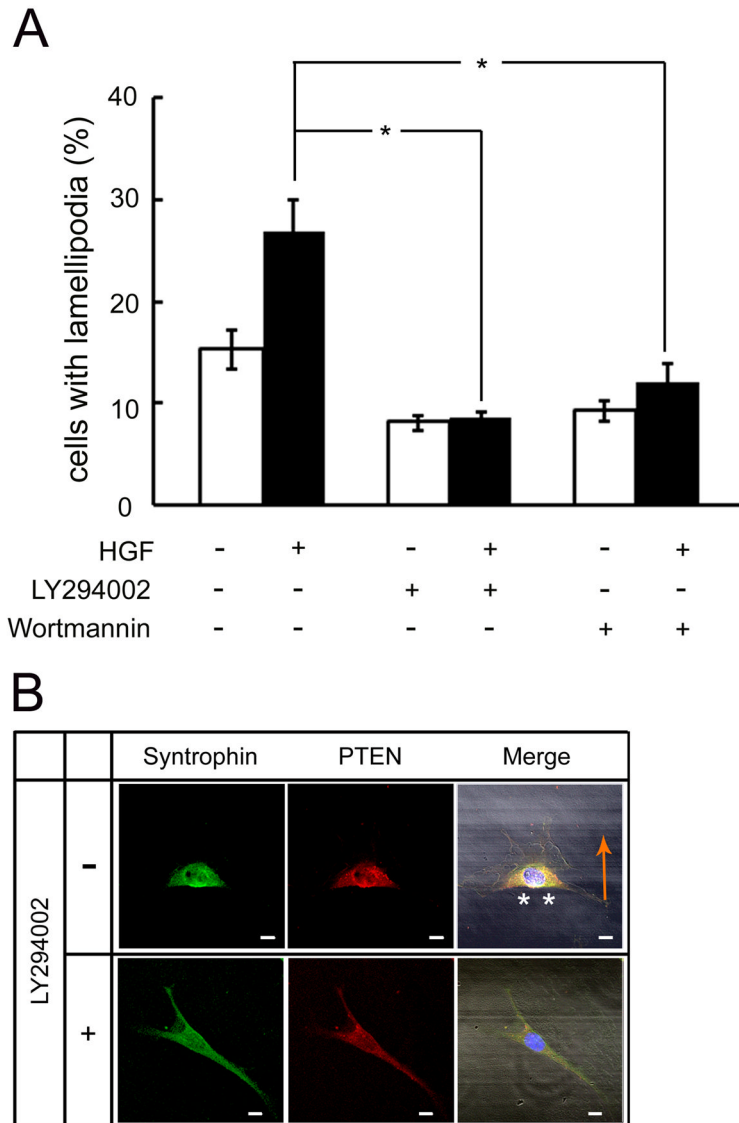 A
*
*
40
30
20
10
0
cells with lamellipodia (%)
HGF - + - + - +
LY294002 - - + + - -
Wortmannin - - - - + +
B
Syntrophin PTEN Merge
LY294002
-
* *
+